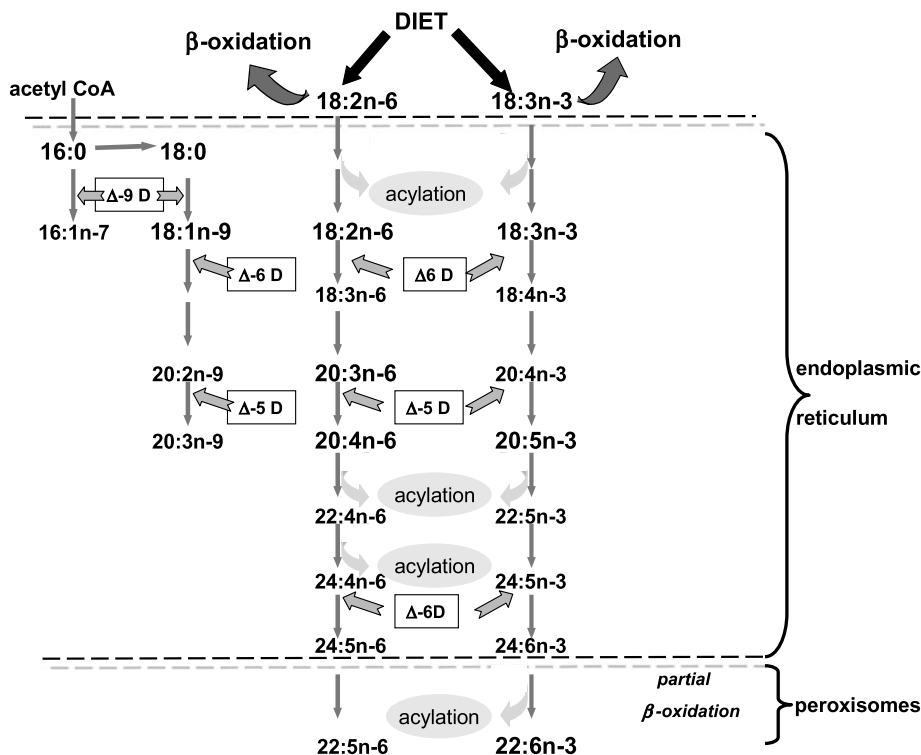 DIET
β-oxidation
β-oxidation
acetyl CoA
18:2n-6
18:3n-3
16:0
18:0
acylation
Δ-9 D
16:1n-7
18:1n-9
18:2n-6
18:3n-3
Δ-6 D
Δ6 D
18:3n-6
18:4n-3
20:2n-9
20:3n-6
20:4n-3
endoplasmic
reticulum
Δ-5 D
Δ-5 D
20:3n-9
20:4n-6
20:5n-3
acylation
22:4n-6
22:5n-3
acylation
24:4n-6
24:5n-3
Δ-6D
24:5n-6
24:6n-3
partial
β-oxidation
peroxisomes
acylation
22:5n-6
22:6n-3